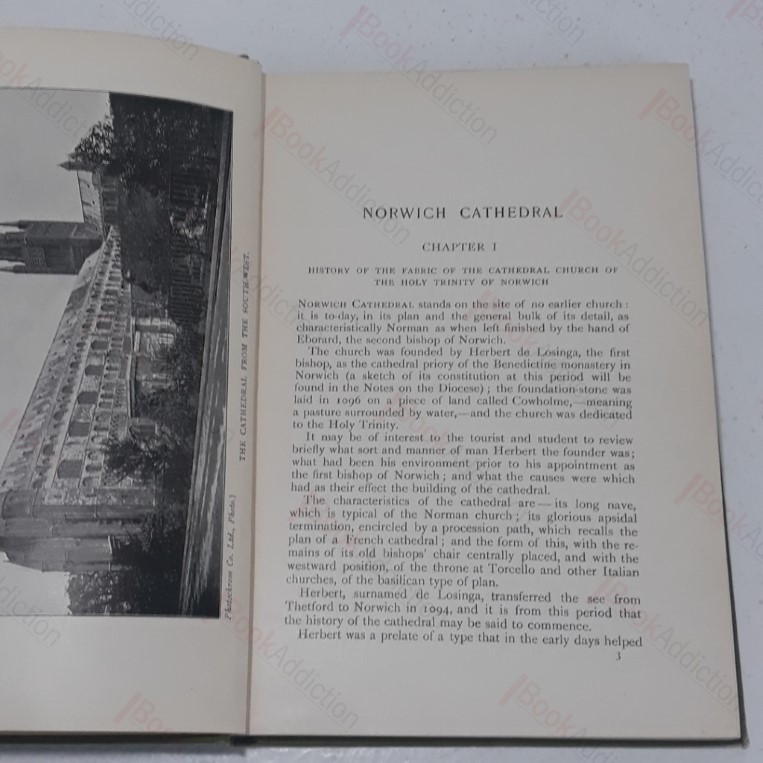 THE CATHEDRAL FROM THE SOUTH-WEST.
Photochrom Co. Ltd., Photo.]
NORWICH CATHEDRAL
CHAPTER I
HISTORY OF THE FABRIC OF THE CATHEDRAL CHURCH OF
THE HOLY TRINITY OF NORWICH
NORWICH CATHEDRAL stands on the site of no earlier church:
it is to-day, in its plan and the general bulk of its detail, as
characteristically Norman as when left finished by the hand of
Eborard, the second bishop of Norwich.
The church was founded by Herbert de Losinga, the first
bishop, as the cathedral priory of the Benedictine monastery in
Norwich (a sketch of its constitution at this period will be
found in the Notes on the Diocese); the foundation-stone was
laid in 1096 on a piece of land called Cowholme,—meaning
a pasture surrounded by water,—and the church was dedicated
to the Holy Trinity.
It may be of interest to the tourist and student to review
briefly what sort and manner of man Herbert the founder was;
what had been his environment prior to his appointment as
the first bishop of Norwich; and what the causes were which
had as their effect the building of the cathedral.
The characteristics of the cathedral are—its long nave,
which is typical of the Norman church; its glorious apsidal
termination, encircled by a procession path, which recalls the
plan of a French cathedral; and the form of this, with the re-
mains of its old bishops' chair centrally placed, and with the
westward position, of the throne at Torcello and other Italian
churches, of the basilican type of plan.
Herbert, surnamed de Losinga, transferred the see from
Thetford to Norwich in 1094, and it is from this period that
the history of the cathedral may be said to commence.
Herbert was a prelate of a type that in the early days helped
3
BookAddiction